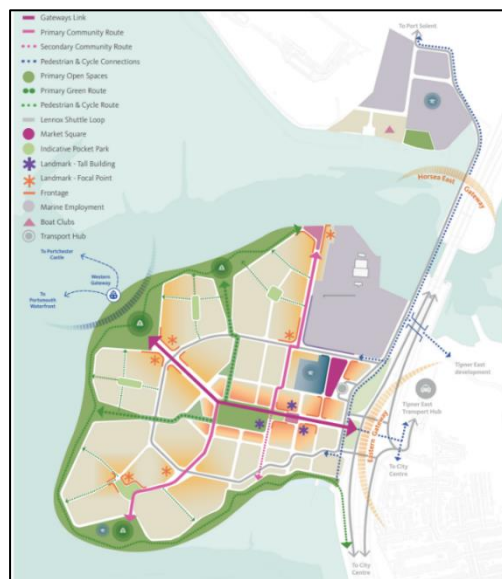 Gateways Link
Primary Community Route
Secondary Community Route
Pedestrian & Cycle Connections
Primary Open Spaces
Primary Green Route
Pedestrian & Cycle Route
Lennox Shuttle Loop
Market Square
Indicative Pocket Park
Landmark - Tall Building
Landmark - Focal Point
Frontage
Marine Employment
Boat Clubs
Transport Hub
To Port Solent
Horsea East
Gateway
To Portchester
Castle
Western
Gateway
To
Portsmouth
Waterfront
Tipner East
development
Tipner East
Transport Hub
Eastern Gateway
To City
Centre
To City
Centre